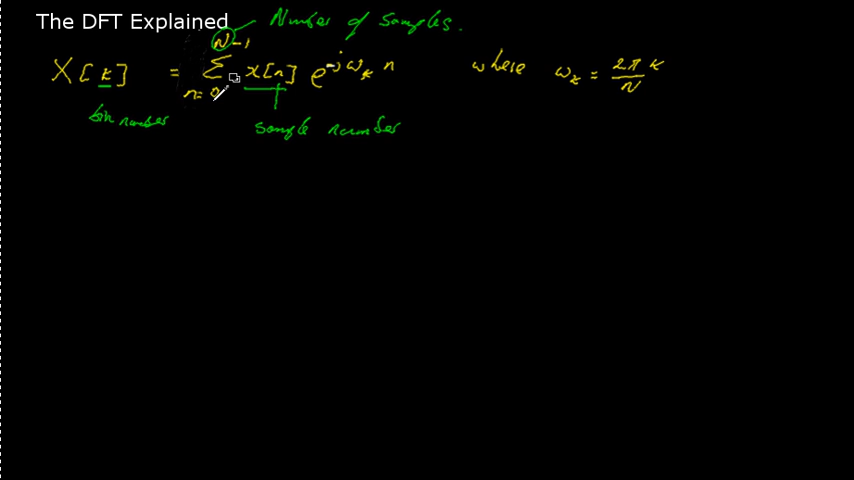 The DFT Explained
Number of samples.
N-1
X[k] = Σ x[n] e^{-jω_k n} where ω_k = 2π k / N
n=0
bin number
sample number